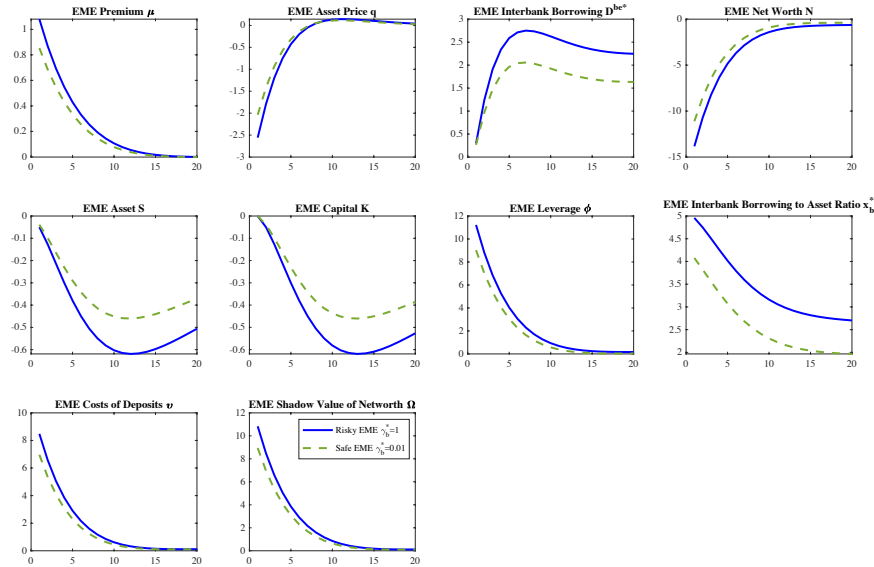 EME Premium μ
1
0.8
0.6
0.4
0.2
0
0 5 10 15 20
EME Asset Price q
0
-0.5
-1
-1.5
-2
-2.5
-3
0 5 10 15 20
EME Interbank Borrowing D^be*
3
2.5
2
1.5
1
0.5
0
0 5 10 15 20
EME Net Worth N
0
-5
-10
-15
0 5 10 15 20
EME Asset S
0
-0.1
-0.2
-0.3
-0.4
-0.5
-0.6
0 5 10 15 20
EME Capital K
0
-0.1
-0.2
-0.3
-0.4
-0.5
-0.6
0 5 10 15 20
EME Leverage ϕ
12
10
8
6
4
2
0
0 5 10 15 20
EME Interbank Borrowing to Asset Ratio x_b^*
5
4.5
4
3.5
3
2.5
2
0 5 10 15 20
EME Costs of Deposits υ
10
8
6
4
2
0
0 5 10 15 20
EME Shadow Value of Networth Ω
12
10
8
6
4
2
0
0 5 10 15 20
Risky EME γ_b^*=1
Safe EME γ_b^*=0.01